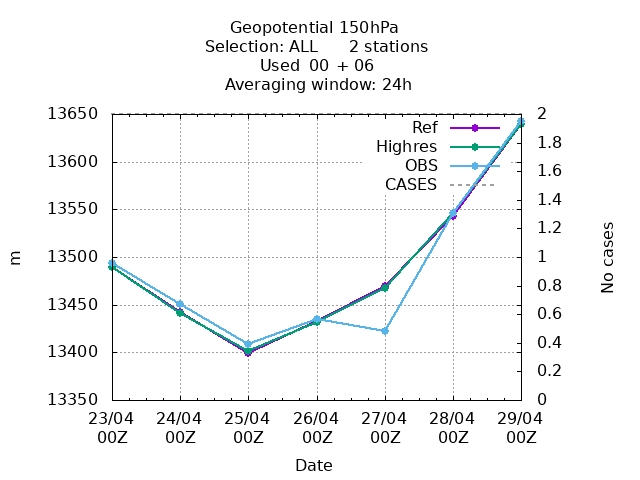 Geopotential 150hPa
Selection: ALL 2 stations
Used 00 + 06
Averaging window: 24h
13650
13600
13550
13500
13450
13400
13350
m
Ref
Highres
OBS
CASES
2
1.8
1.6
1.4
1.2
1
0.8
0.6
0.4
0.2
0
No cases
23/04 24/04 25/04 26/04 27/04 28/04 29/04
00Z 00Z 00Z 00Z 00Z 00Z 00Z
Date